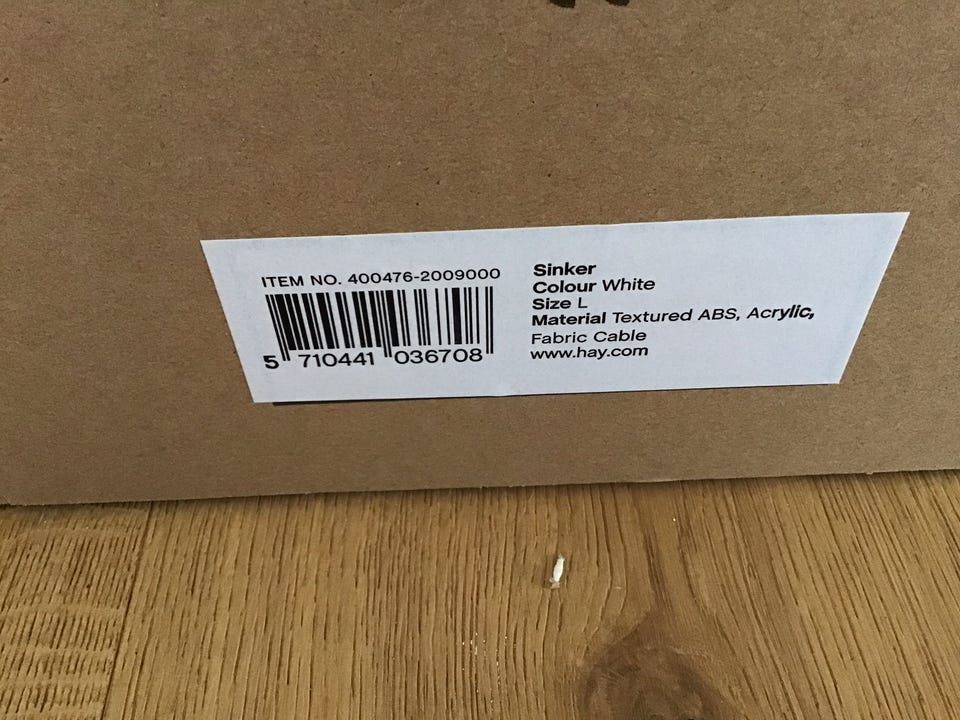 ITEM NO. 400476-2009000
5 710441 036708
Sinker
Colour White
Size L
Material Textured ABS, Acrylic,
Fabric Cable
www.hay.com